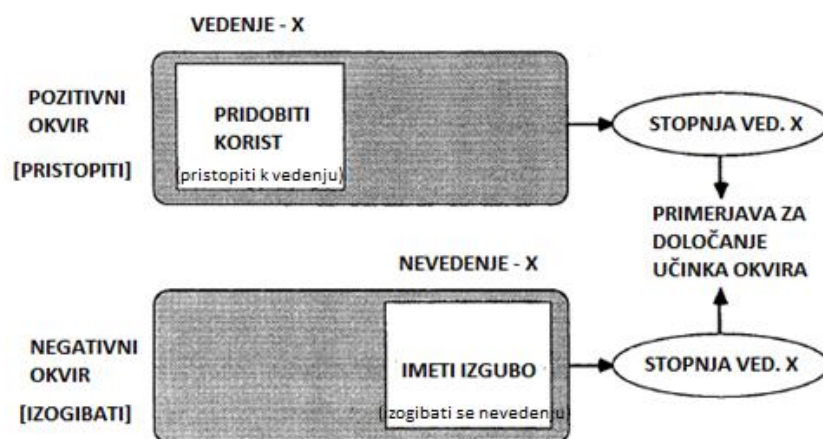 VEDENJE - X
POZITIVNI
OKVIR
[PRISTOPITI]
PRIDOBITI
KORIST
(pristopiti k vedenju)
STOPNJA VED. X
PRIMERJAVA ZA
DOLOČANJE
UČINKA OKVIRA
NEVEDENJE - X
NEGATIVNI
OKVIR
[IZOGIBATI]
IMETI IZGUBO
(izogibati se nevedenju)
STOPNJA VED. X